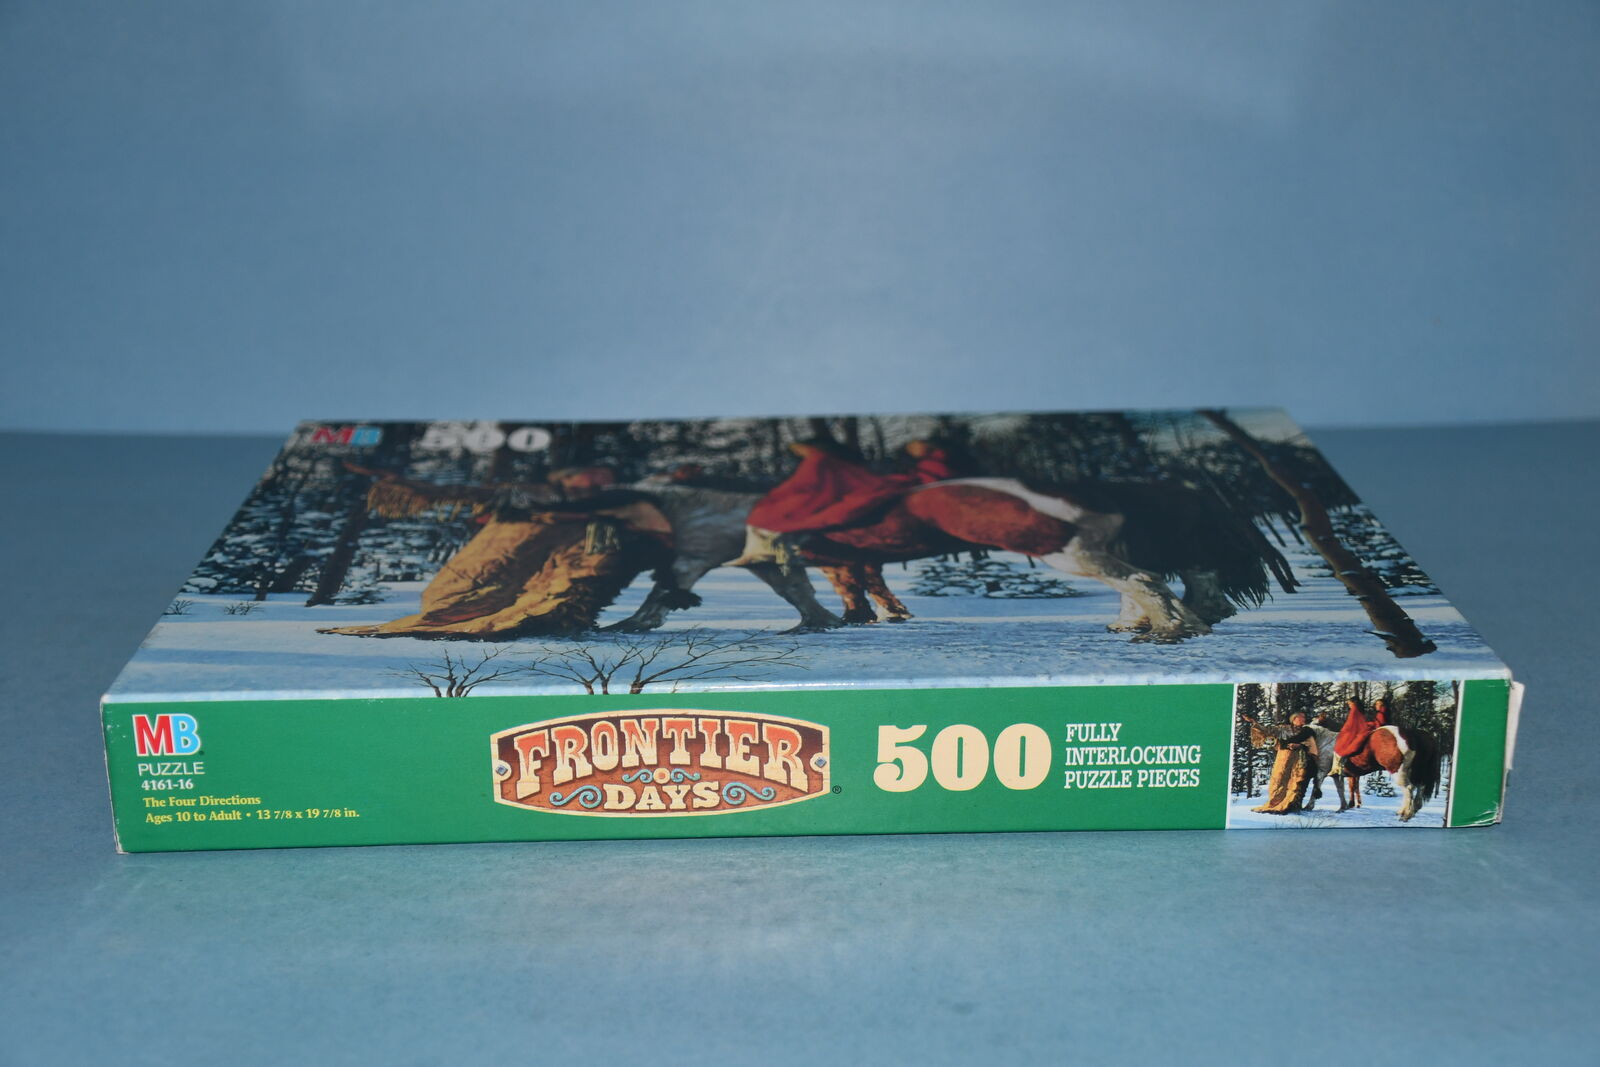 MB 500
MB
PUZZLE
4161-16
The Four Directions
Ages 10 to Adult • 13 7/8 x 19 7/8 in.
FRONTIER
DAYS
®
500
FULLY
INTERLOCKING
PUZZLE PIECES